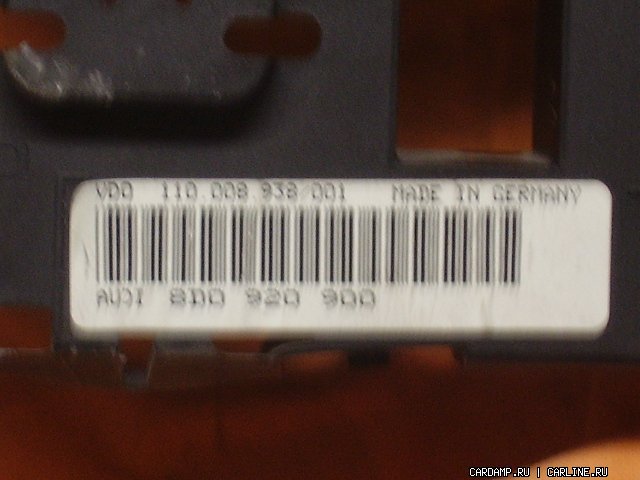 VDO 110.008.938/001 MADE IN GERMANY
AUDI 8D0 920 900
CARDAMP.RU | CARLINE.RU